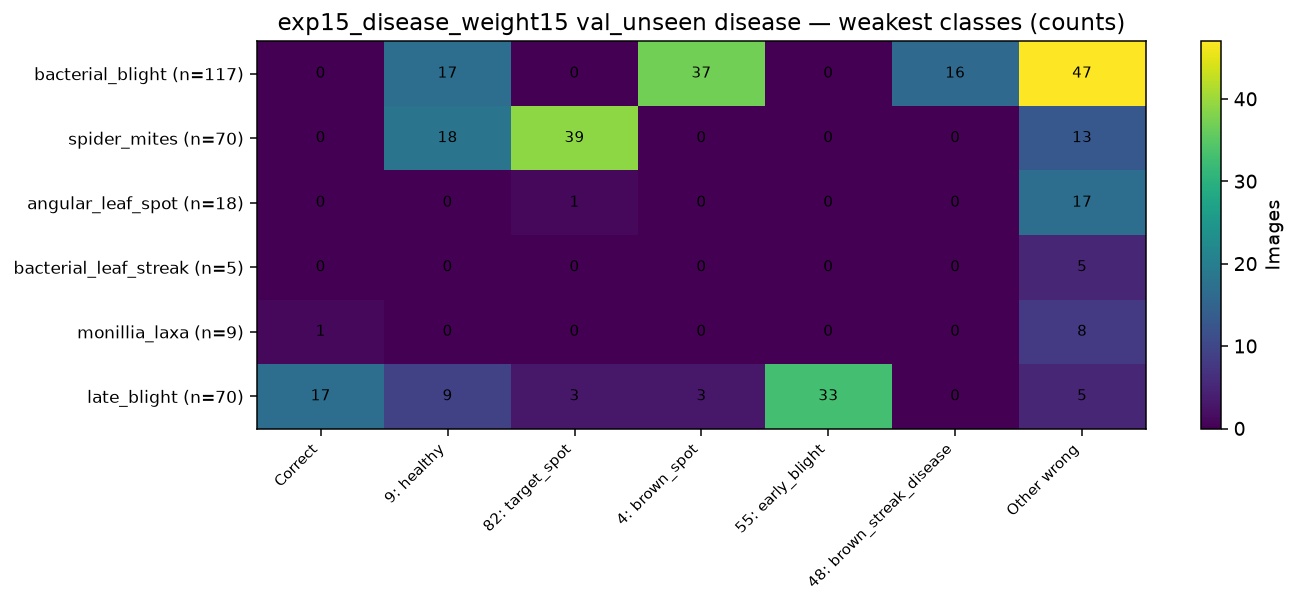 exp15_disease_weight15 val_unseen disease — weakest classes (counts)
bacterial_blight (n=117) 0 17 0 37 0 16 47
spider_mites (n=70) 0 18 39 0 0 0 13
angular_leaf_spot (n=18) 0 0 1 0 0 0 17
bacterial_leaf_streak (n=5) 0 0 0 0 0 0 5
monillia_laxa (n=9) 1 0 0 0 0 0 8
late_blight (n=70) 17 9 3 3 33 0 5
Correct
9: healthy
82: target_spot
4: brown_spot
55: early_blight
48: brown_streak_disease
Other wrong
40
30
20
10
0
Images